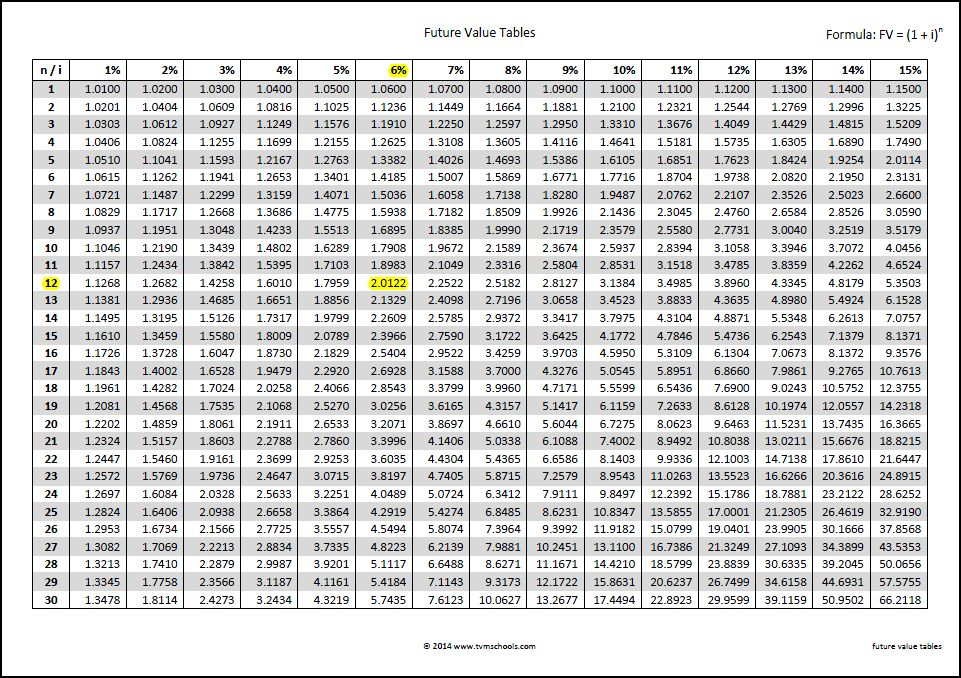 Future Value Tables
Formula: FV = (1 + i)ⁿ
n / i 1% 2% 3% 4% 5% 6% 7% 8% 9% 10% 11% 12% 13% 14% 15%
1 1.0100 1.0200 1.0300 1.0400 1.0500 1.0600 1.0700 1.0800 1.0900 1.1000 1.1100 1.1200 1.1300 1.1400 1.1500
2 1.0201 1.0404 1.0609 1.0816 1.1025 1.1236 1.1449 1.1664 1.1881 1.2100 1.2321 1.2544 1.2769 1.2996 1.3225
3 1.0303 1.0612 1.0927 1.1249 1.1576 1.1910 1.2250 1.2597 1.2950 1.3310 1.3676 1.4049 1.4429 1.4815 1.5209
4 1.0406 1.0824 1.1255 1.1699 1.2155 1.2625 1.3108 1.3605 1.4116 1.4641 1.5181 1.5735 1.6305 1.6890 1.7490
5 1.0510 1.1041 1.1593 1.2167 1.2763 1.3382 1.4026 1.4693 1.5386 1.6105 1.6851 1.7623 1.8424 1.9254 2.0114
6 1.0615 1.1262 1.1941 1.2653 1.3401 1.4185 1.5007 1.5869 1.6771 1.7716 1.8704 1.9738 2.0820 2.1950 2.3131
7 1.0721 1.1487 1.2299 1.3159 1.4071 1.5036 1.6058 1.7138 1.8280 1.9487 2.0762 2.2107 2.3526 2.5023 2.6600
8 1.0829 1.1717 1.2668 1.3686 1.4775 1.5938 1.7182 1.8509 1.9926 2.1436 2.3045 2.4760 2.6584 2.8526 3.0590
9 1.0937 1.1951 1.3048 1.4233 1.5513 1.6895 1.8385 1.9990 2.1719 2.3579 2.5580 2.7731 3.0040 3.2519 3.5179
10 1.1046 1.2190 1.3439 1.4802 1.6289 1.7908 1.9672 2.1589 2.3674 2.5937 2.8394 3.1058 3.3946 3.7072 4.0456
11 1.1157 1.2434 1.3842 1.5395 1.7103 1.8983 2.1049 2.3316 2.5804 2.8531 3.1518 3.4785 3.8359 4.2262 4.6524
12 1.1268 1.2682 1.4258 1.6010 1.7959 2.0122 2.2522 2.5182 2.8127 3.1384 3.4985 3.8960 4.3345 4.8179 5.3503
13 1.1381 1.2936 1.4685 1.6651 1.8856 2.1329 2.4098 2.7196 3.0658 3.4523 3.8833 4.3635 4.8980 5.4924 6.1528
14 1.1495 1.3195 1.5126 1.7317 1.9799 2.2609 2.5785 2.9372 3.3417 3.7975 4.3104 4.8871 5.5348 6.2613 7.0757
15 1.1610 1.3459 1.5580 1.8009 2.0789 2.3966 2.7590 3.1722 3.6425 4.1772 4.7846 5.4736 6.2543 7.1379 8.1371
16 1.1726 1.3728 1.6047 1.8730 2.1829 2.5404 2.9522 3.4259 3.9703 4.5950 5.3109 6.1304 7.0673 8.1372 9.3576
17 1.1843 1.4002 1.6528 1.9479 2.2920 2.6928 3.1588 3.7000 4.3276 5.0545 5.8951 6.8660 7.9861 9.2765 10.7613
18 1.1961 1.4282 1.7024 2.0258 2.4066 2.8543 3.3799 3.9960 4.7171 5.5599 6.5436 7.6900 9.0243 10.5752 12.3755
19 1.2081 1.4568 1.7535 2.1068 2.5270 3.0256 3.6165 4.3157 5.1417 6.1159 7.2633 8.6128 10.1974 12.0557 14.2318
20 1.2202 1.4859 1.8061 2.1911 2.6533 3.2071 3.8697 4.6610 5.6044 6.7275 8.0623 9.6463 11.5231 13.7435 16.3665
21 1.2324 1.5157 1.8603 2.2788 2.7860 3.3996 4.1406 5.0338 6.1088 7.4002 8.9492 10.8038 13.0211 15.6676 18.8215
22 1.2447 1.5460 1.9161 2.3699 2.9253 3.6035 4.4304 5.4365 6.6586 8.1403 9.9336 12.1003 14.7138 17.8610 21.6447
23 1.2572 1.5769 1.9736 2.4647 3.0715 3.8197 4.7405 5.8715 7.2579 8.9543 11.0263 13.5523 16.6266 20.3616 24.8915
24 1.2697 1.6084 2.0328 2.5633 3.2251 4.0489 5.0724 6.3412 7.9111 9.8497 12.2392 15.1786 18.7881 23.2122 28.6252
25 1.2824 1.6406 2.0938 2.6658 3.3864 4.2919 5.4274 6.8485 8.6231 10.8347 13.5855 17.0001 21.2305 26.4619 32.9190
26 1.2953 1.6734 2.1566 2.7725 3.5557 4.5494 5.8074 7.3964 9.3992 11.9182 15.0799 19.0401 23.9905 30.1666 37.8568
27 1.3082 1.7069 2.2213 2.8834 3.7335 4.8223 6.2139 7.9881 10.2451 13.1100 16.7386 21.3249 27.1093 34.3899 43.5353
28 1.3213 1.7410 2.2879 2.9987 3.9201 5.1117 6.6488 8.6271 11.1671 14.4210 18.5799 23.8839 30.6335 39.2045 50.0656
29 1.3345 1.7758 2.3566 3.1187 4.1161 5.4184 7.1143 9.3173 12.1722 15.8631 20.6237 26.7499 34.6158 44.6931 57.5755
30 1.3478 1.8114 2.4273 3.2434 4.3219 5.7435 7.6123 10.0627 13.2677 17.4494 22.8923 29.9599 39.1159 50.9502 66.2118
© 2014 www.tvmschools.com
future value tables